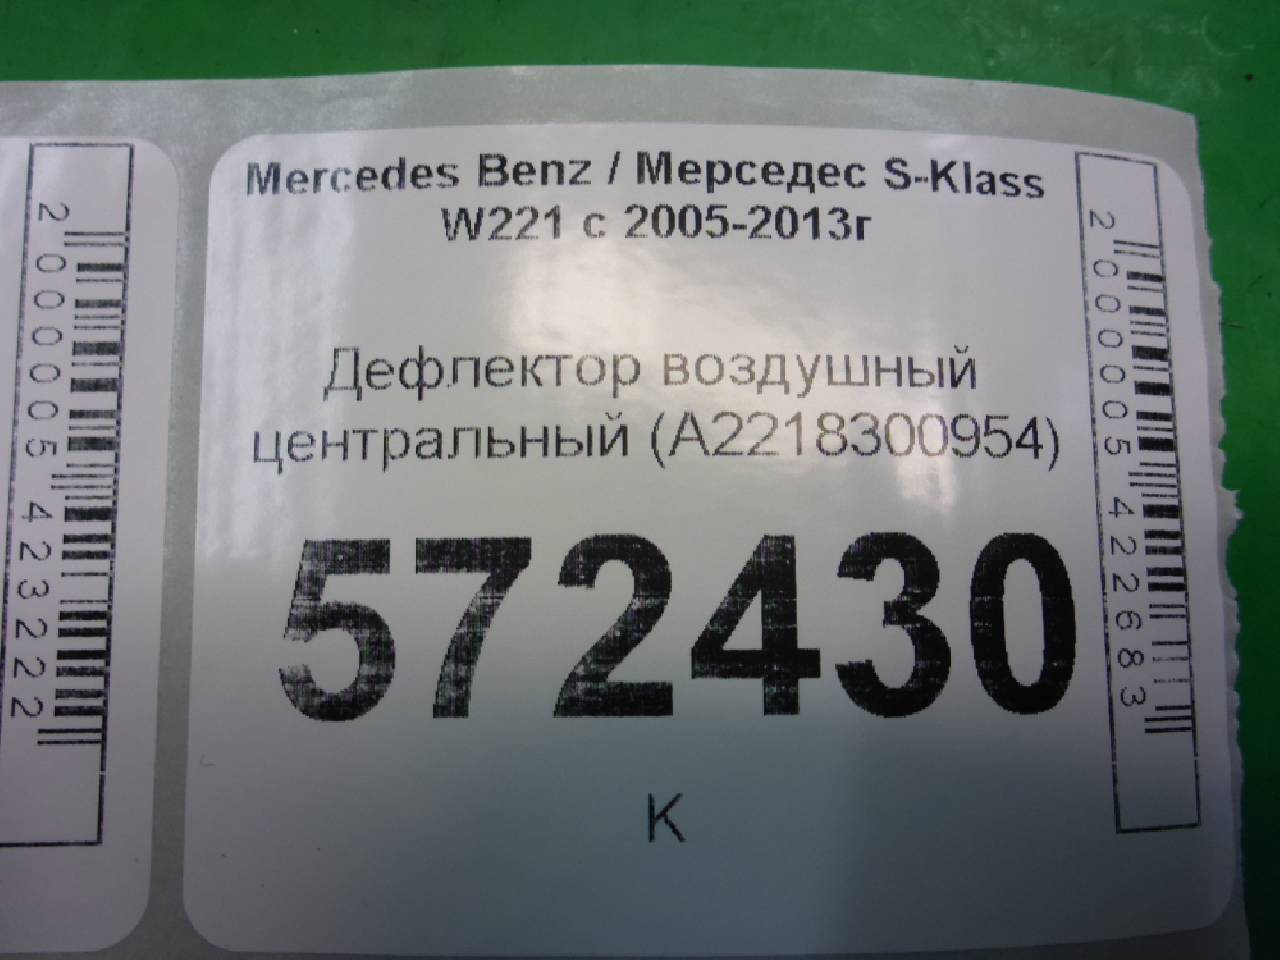 2000005423222
Mercedes Benz / Мерседес S-Klass
W221 с 2005-2013г
Дефлектор воздушный
центральный (A2218300954)
572430
К
2000005422683